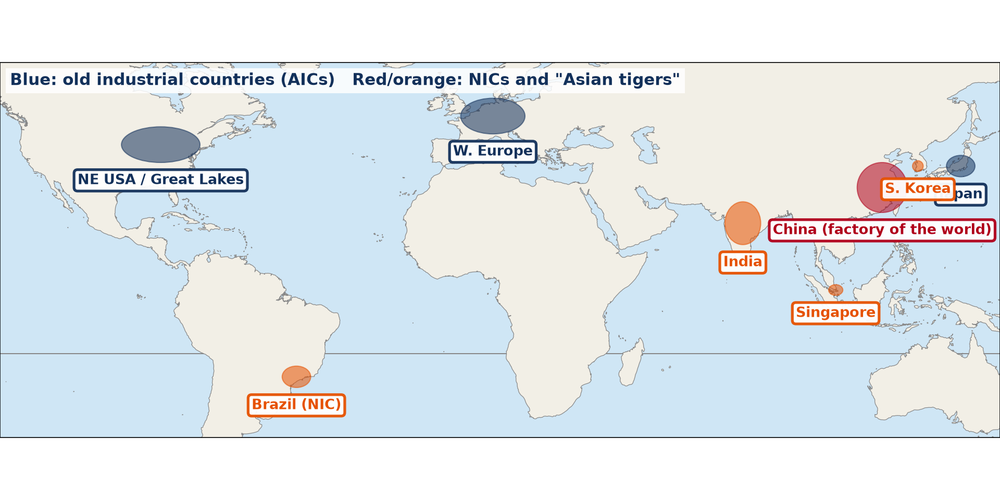 Blue: old industrial countries (AICs)   Red/orange: NICs and "Asian tigers"
W. Europe
NE USA / Great Lakes
S. Korea
pan
China (factory of the world)
India
Singapore
Brazil (NIC)